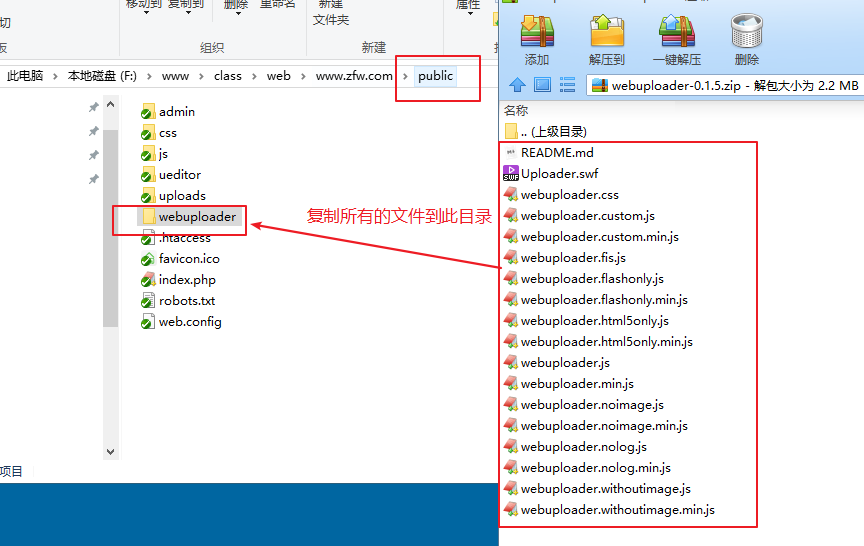 移动到 复制到 删除 重命名 新建
文件夹 属性
切
组织 新建
此电脑 本地磁盘 (F:) www class web www.zfw.com public
admin
css
js
ueditor
uploads
webuploader
.htaccess
favicon.ico
index.php
robots.txt
web.config
项目
复制所有的文件到此目录
添加 解压到 一键解压 删除
webuploader-0.1.5.zip - 解包大小为 2.2 MB
名称
.. (上级目录)
README.md
Uploader.swf
webuploader.css
webuploader.custom.js
webuploader.custom.min.js
webuploader.fis.js
webuploader.flashonly.js
webuploader.flashonly.min.js
webuploader.html5only.js
webuploader.html5only.min.js
webuploader.js
webuploader.min.js
webuploader.noimage.js
webuploader.noimage.min.js
webuploader.nolog.js
webuploader.nolog.min.js
webuploader.withoutimage.js
webuploader.withoutimage.min.js